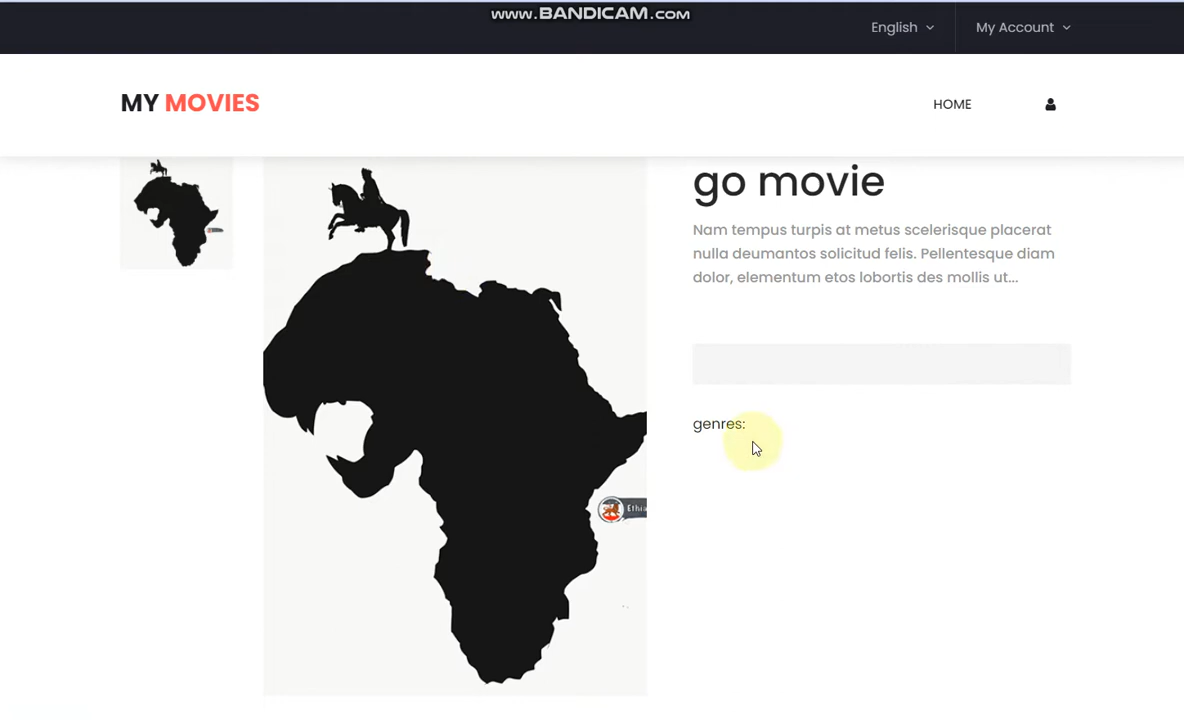 www.BANDICAM.com
English
My Account
MY MOVIES
HOME
go movie
Nam tempus turpis at metus scelerisque placerat
nulla deumantos solicitud felis. Pellentesque diam
dolor, elementum etos lobortis des mollis ut...
genres:
Ethia